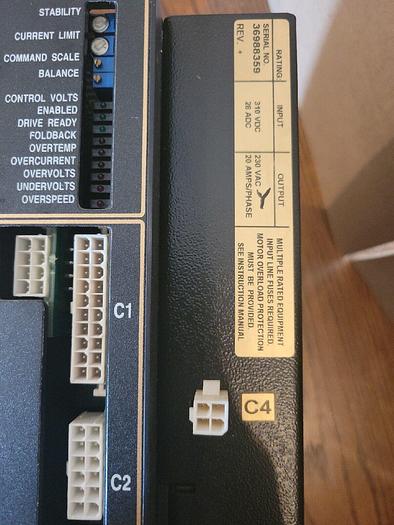 STABILITY
CURRENT LIMIT
COMMAND SCALE
BALANCE
CONTROL VOLTS
ENABLED
DRIVE READY
FOLDBACK
OVERTEMP
OVERCURRENT
OVERVOLTS
UNDERVOLTS
OVERSPEED
C1
C2
C4
SERIAL NO.
36988359
REV. +
RATING:
INPUT
310 VDC
26 ADC
OUTPUT
230 VAC
20 AMPS/PHASE
MULTIPLE RATED EQUIPMENT
INPUT LINE FUSES REQUIRED.
MOTOR OVERLOAD PROTECTION
MUST BE PROVIDED.
SEE INSTRUCTION MANUAL